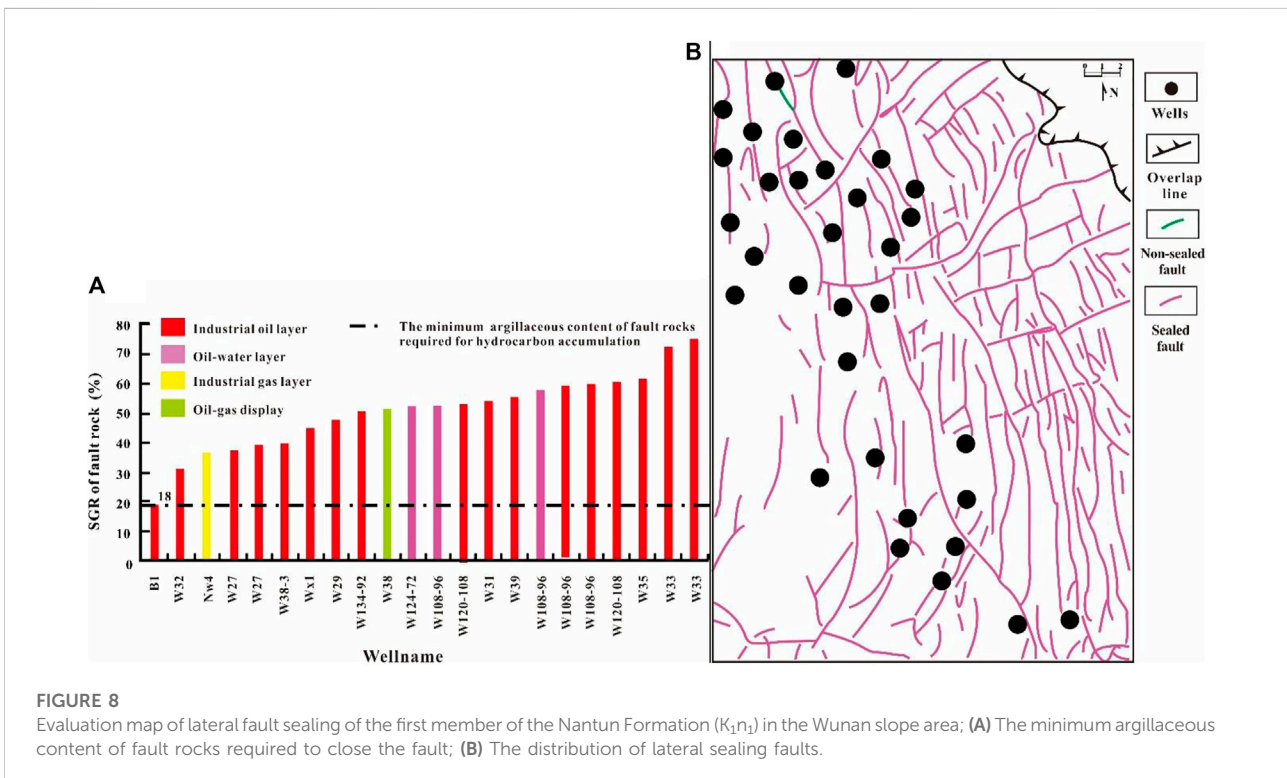 A
80
70
60
50
40
30
20
10
0
18
SGR of fault rock (%)
Industrial oil layer
Oil-water layer
Industrial gas layer
Oil-gas display
The minimum argillaceous content of fault rocks
required for hydrocarbon accumulation
B1
W32
Nw4
W27
W27
W38-3
Wx1
W29
W134-92
W38
W124-72
W108-96
W120-108
W31
W39
W108-96
W108-96
W108-96
W120-108
W35
W33
W33
Wellname
B
0 1 2
N
Wells
Overlap
line
Non-sealed
fault
Sealed
fault
FIGURE 8
Evaluation map of lateral fault sealing of the first member of the Nantun Formation (K₁n₁) in the Wunan slope area; (A) The minimum argillaceous
content of fault rocks required to close the fault; (B) The distribution of lateral sealing faults.